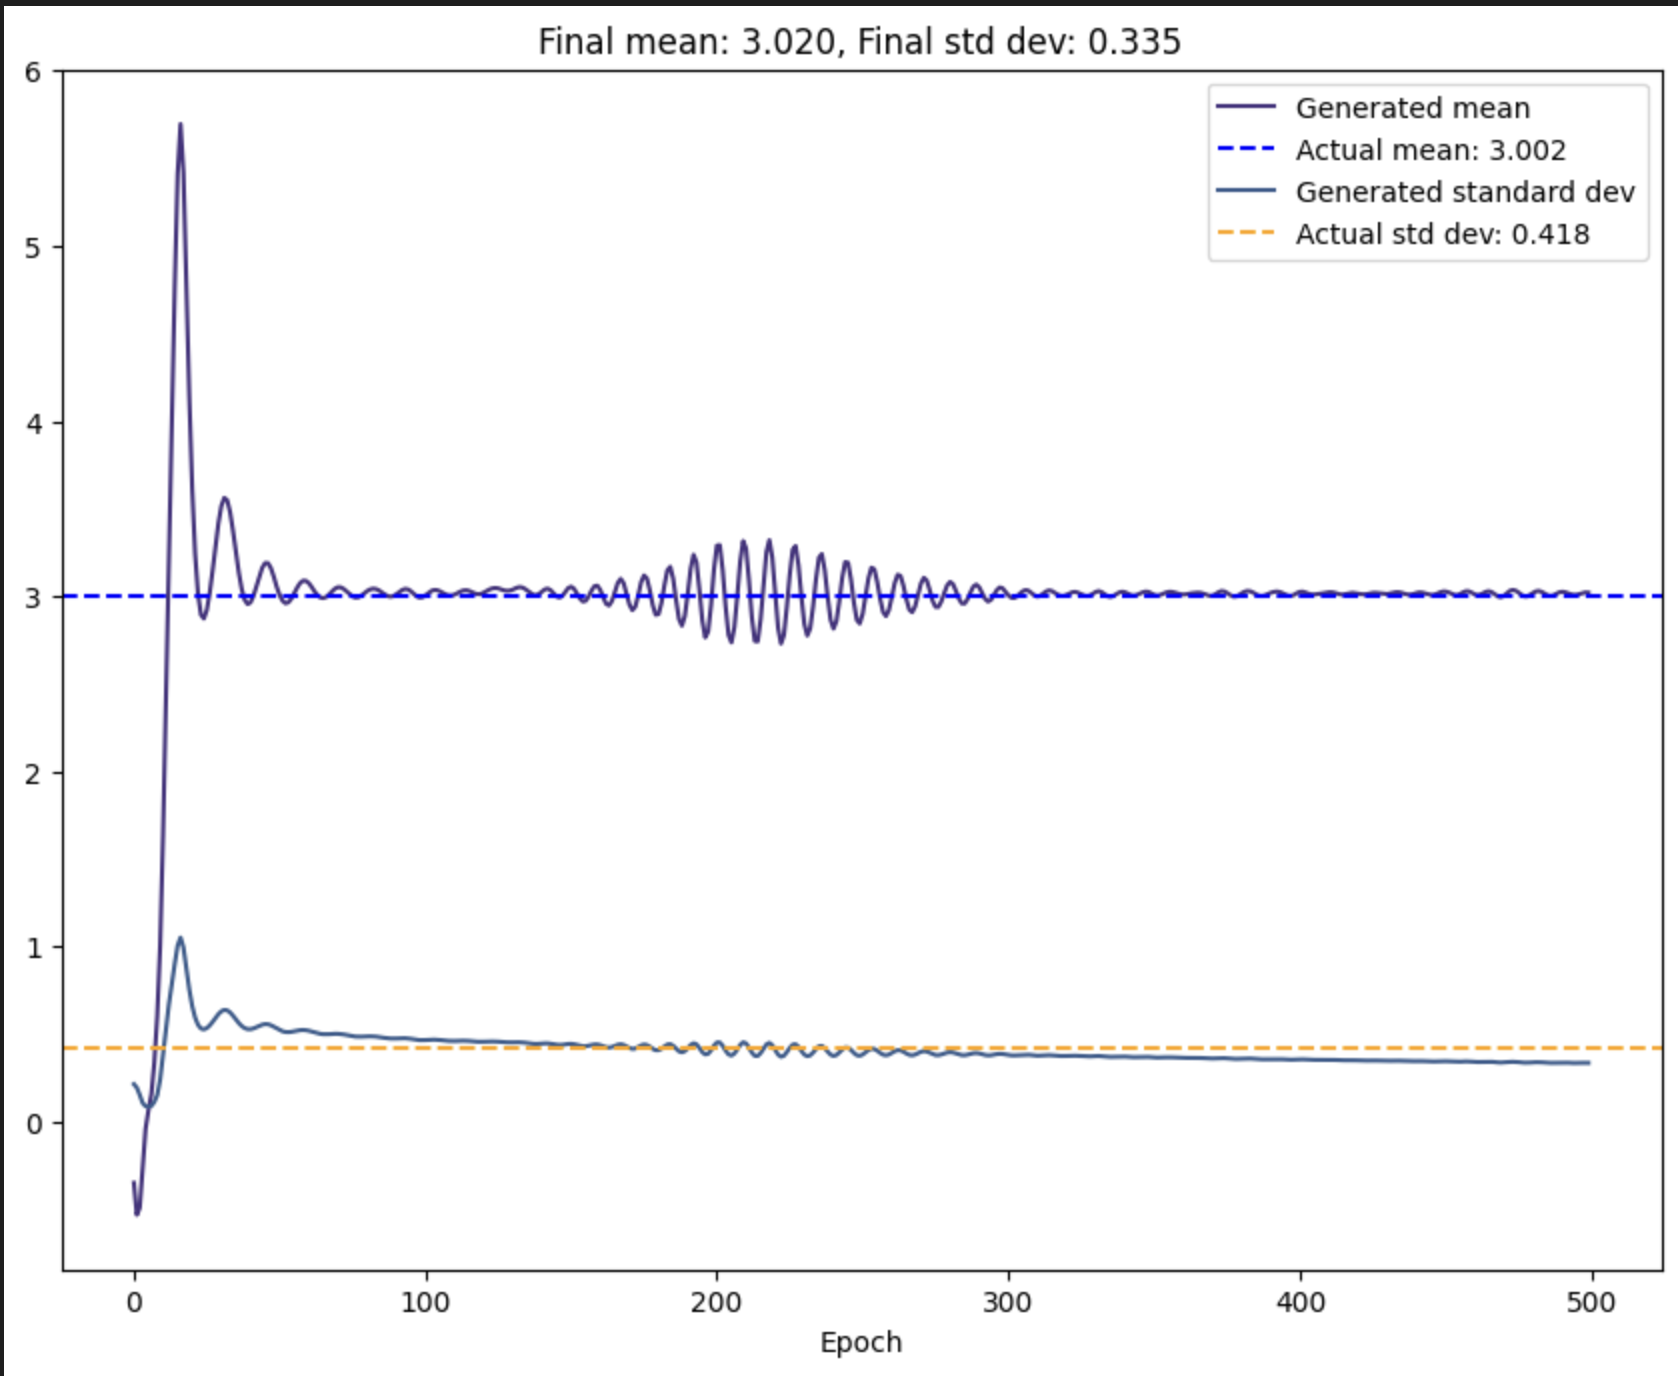 Final mean: 3.020, Final std dev: 0.335
6
5
4
3
2
1
0
Generated mean
Actual mean: 3.002
Generated standard dev
Actual std dev: 0.418
0 100 200 300 400 500
Epoch